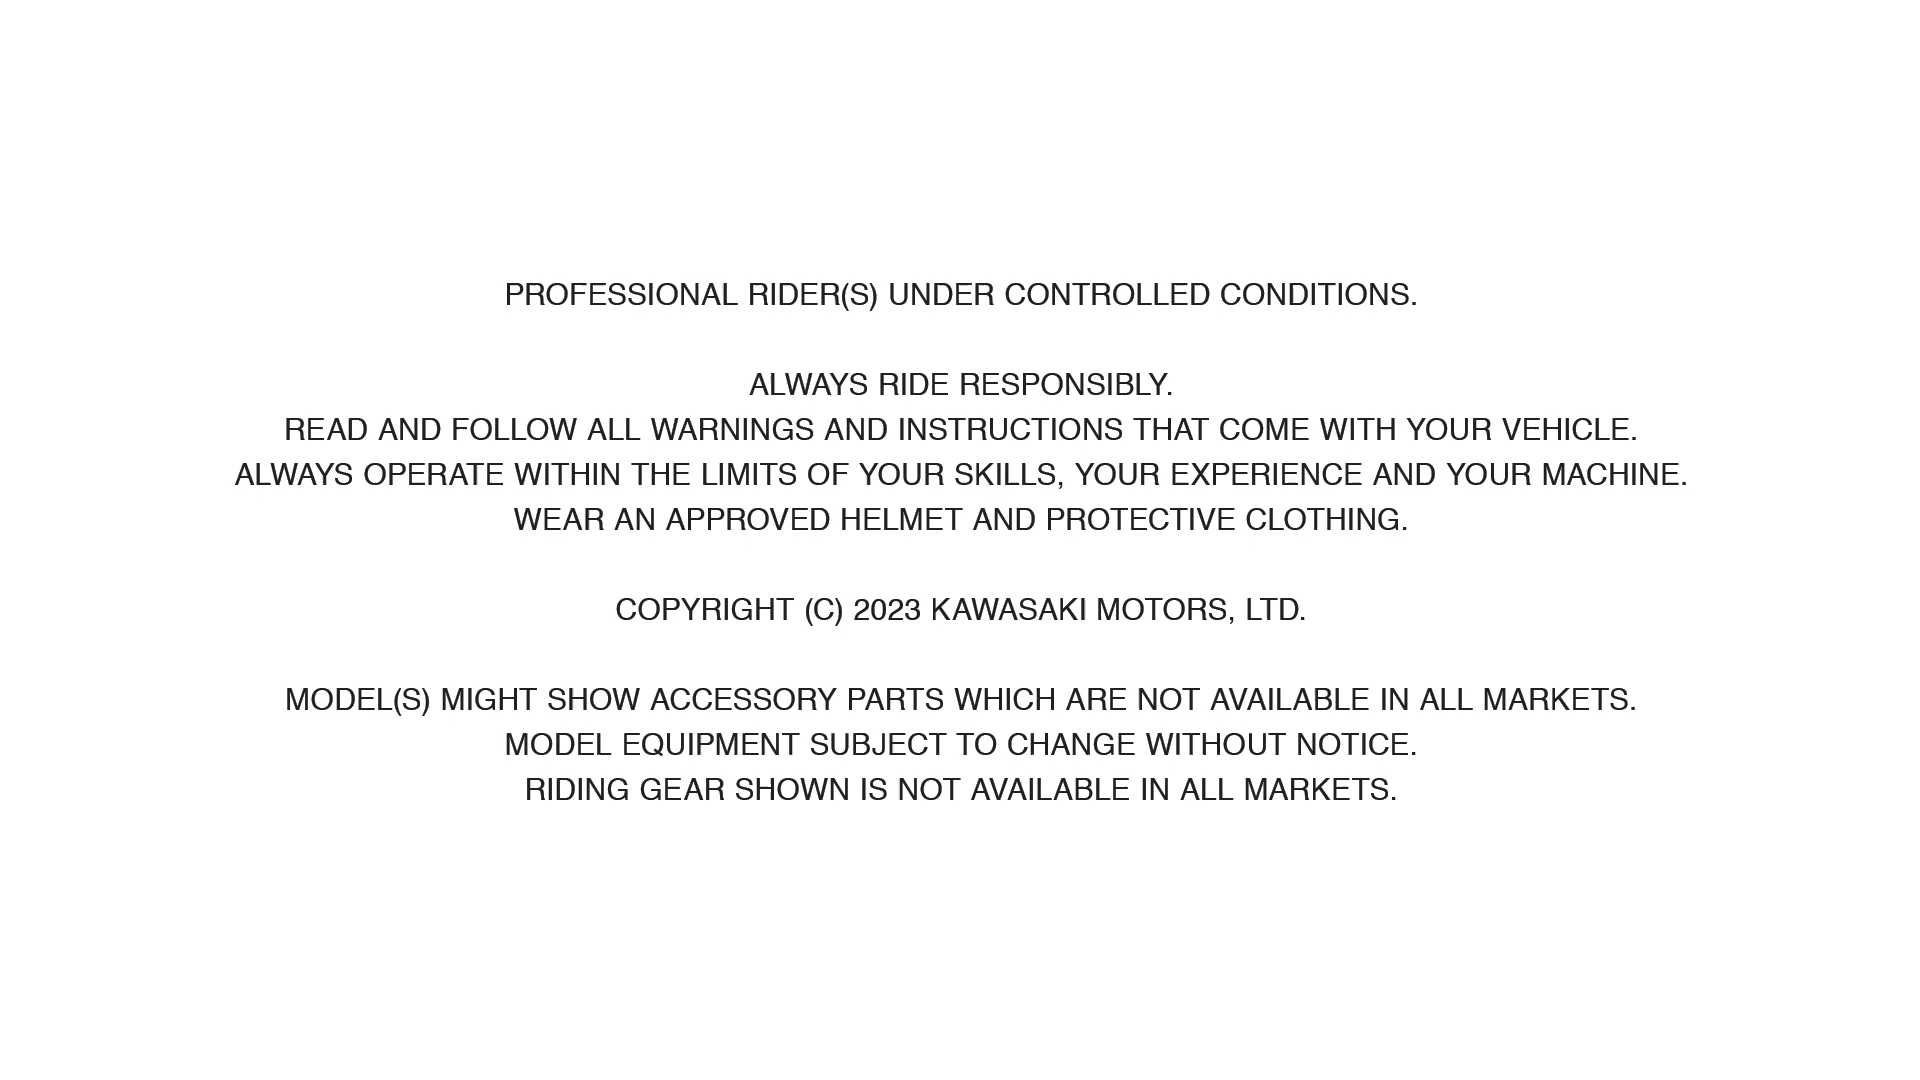 PROFESSIONAL RIDER(S) UNDER CONTROLLED CONDITIONS.
ALWAYS RIDE RESPONSIBLY.
READ AND FOLLOW ALL WARNINGS AND INSTRUCTIONS THAT COME WITH YOUR VEHICLE.
ALWAYS OPERATE WITHIN THE LIMITS OF YOUR SKILLS, YOUR EXPERIENCE AND YOUR MACHINE.
WEAR AN APPROVED HELMET AND PROTECTIVE CLOTHING.
COPYRIGHT (C) 2023 KAWASAKI MOTORS, LTD.
MODEL(S) MIGHT SHOW ACCESSORY PARTS WHICH ARE NOT AVAILABLE IN ALL MARKETS.
MODEL EQUIPMENT SUBJECT TO CHANGE WITHOUT NOTICE.
RIDING GEAR SHOWN IS NOT AVAILABLE IN ALL MARKETS.